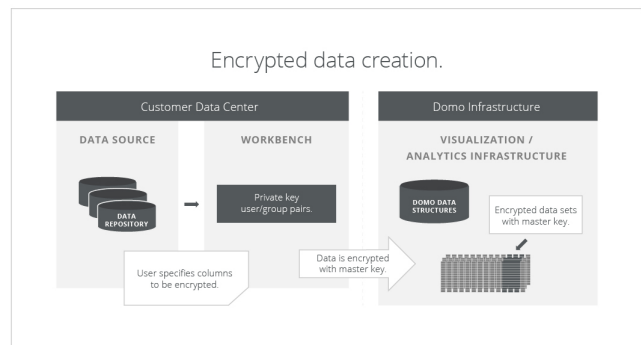 Encrypted data creation.
Customer Data Center
Domo Infrastructure
DATA SOURCE
WORKBENCH
VISUALIZATION /
ANALYTICS INFRASTRUCTURE
DATA
REPOSITORY
Private key
user/group pairs.
DOMO DATA
STRUCTURES
Encrypted data sets
with master key.
User specifies columns
to be encrypted.
Data is encrypted
with master key.